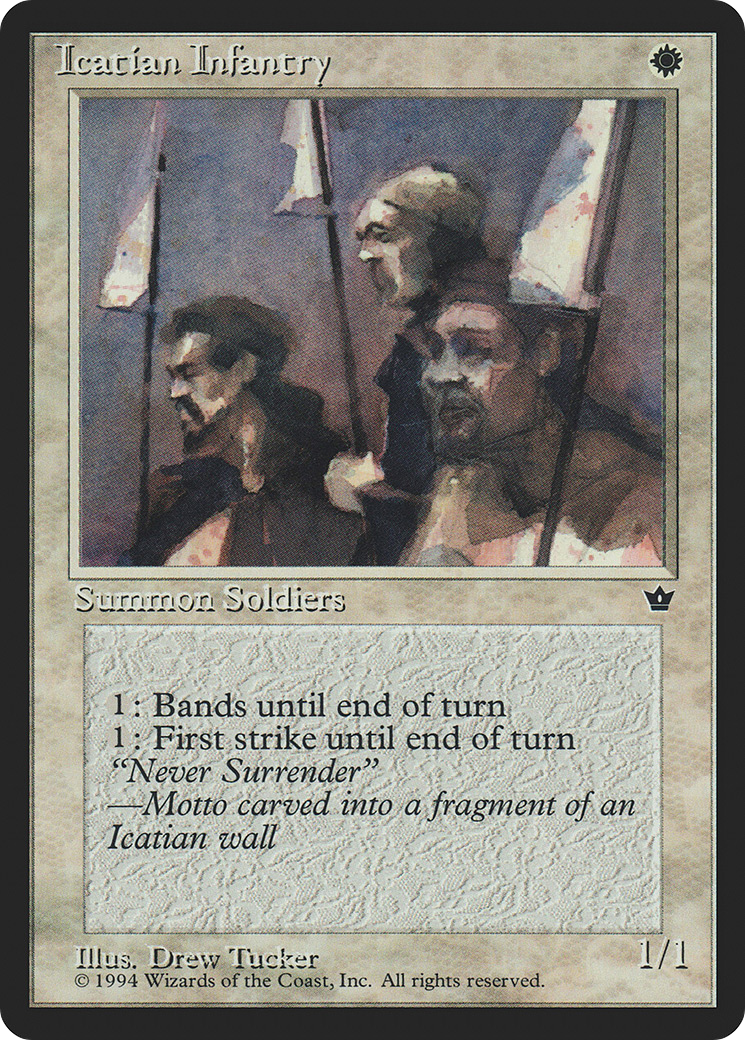 Icatian Infantry
Summon Soldiers
1: Bands until end of turn
1: First strike until end of turn
“Never Surrender”
—Motto carved into a fragment of an
Icatian wall
Illus. Drew Tucker
1/1
© 1994 Wizards of the Coast, Inc. All rights reserved.